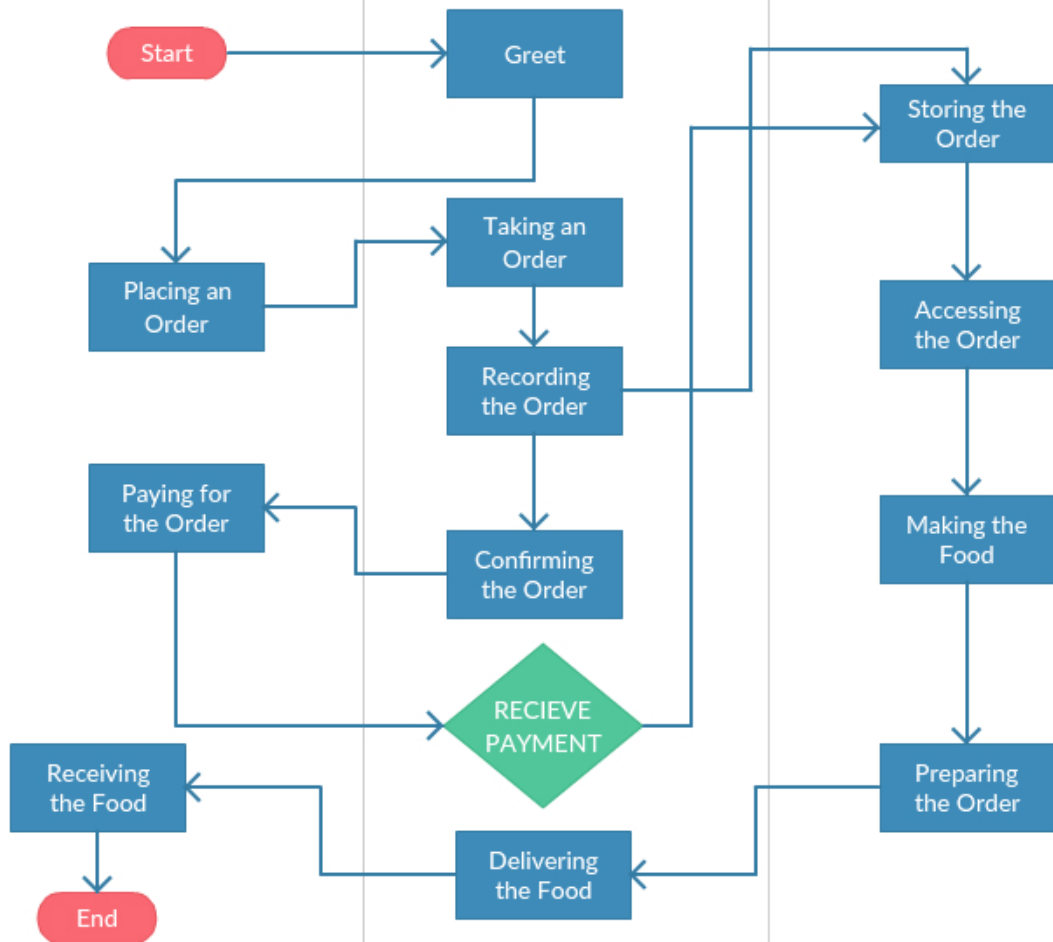 Start
Greet
Storing the
Order
Taking an
Order
Placing an
Order
Accessing
the Order
Recording
the Order
Paying for
the Order
Making the
Food
Confirming
the Order
RECIEVE
PAYMENT
Receiving
the Food
Preparing
the Order
Delivering
the Food
End